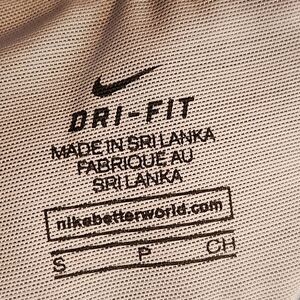 DRI-FIT
MADE IN SRI LANKA
FABRIQUE AU
SRI LANKA
nikebetterworld.com
S P CH